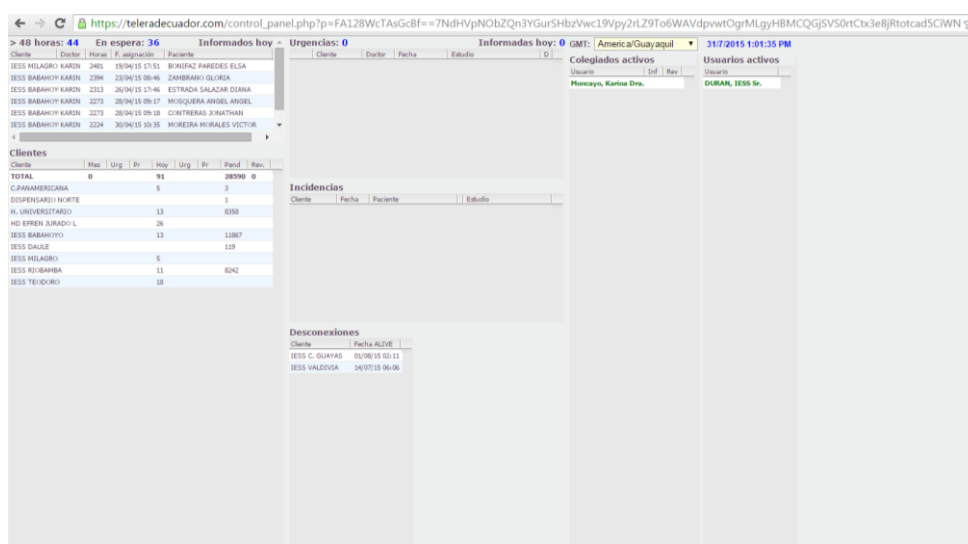 https://teleradecuador.com/control_panel.php?p=FA128WcTAsGcBf==7NdHVpNObZQn3YGurSHbzVwc19Vpy2rLZ9To6WAVdpvwtOgrMLgyHBMCQGjSVS0rtCtx3e8jRtotcad5CiWN
> 48 horas: 44 En espera: 36 Informados hoy
Cliente Doctor Horas F. asignación Paciente
IESS MILAGRO KARIN 2481 19/04/15 17:51 BONIFAZ PAREDES ELSA
IESS BABAHOY KARIN 2394 23/04/15 08:46 ZAMBRANO GLORIA
IESS BABAHOY KARIN 2313 26/04/15 17:46 ESTRADA SALAZAR DIANA
IESS BABAHOY KARIN 2273 28/04/15 09:17 MOSQUERA ANGEL ANGEL
IESS BABAHOY KARIN 2273 28/04/15 09:18 CONTRERAS JONATHAN
IESS BABAHOY KARIN 2224 30/04/15 10:35 MOREIRA MORALES VICTOR
Clientes
Cliente Mes Urg Pr Hoy Urg Pr Pend Rev.
TOTAL 0 91 28590 0
C.PANAMERICANA 5 3
DISPENSARIO NORTE 1
H. UNIVERSITARIO 13 8358
HD EFREN JURADO L 26
IESS BABAHOYO 13 11867
IESS DAULE 119
IESS MILAGRO 5
IESS RIOBAMBA 11 8242
IESS TEODORO 18
Urgencias: 0 Informadas hoy: 0
Cliente Doctor Fecha Estudio D
Incidencias
Cliente Fecha Paciente Estudio
Desconexiones
Cliente Fecha ALIVE
IESS C. GUAYAS 01/08/15 02:11
IESS VALDIVIA 14/07/15 06:06
GMT: America/Guayaquil 31/7/2015 1:01:35 PM
Colegiados activos
Usuario Inf Rev
Moncayo, Karina Dra.
Usuarios activos
Usuario
DURAN, IESS Sr.